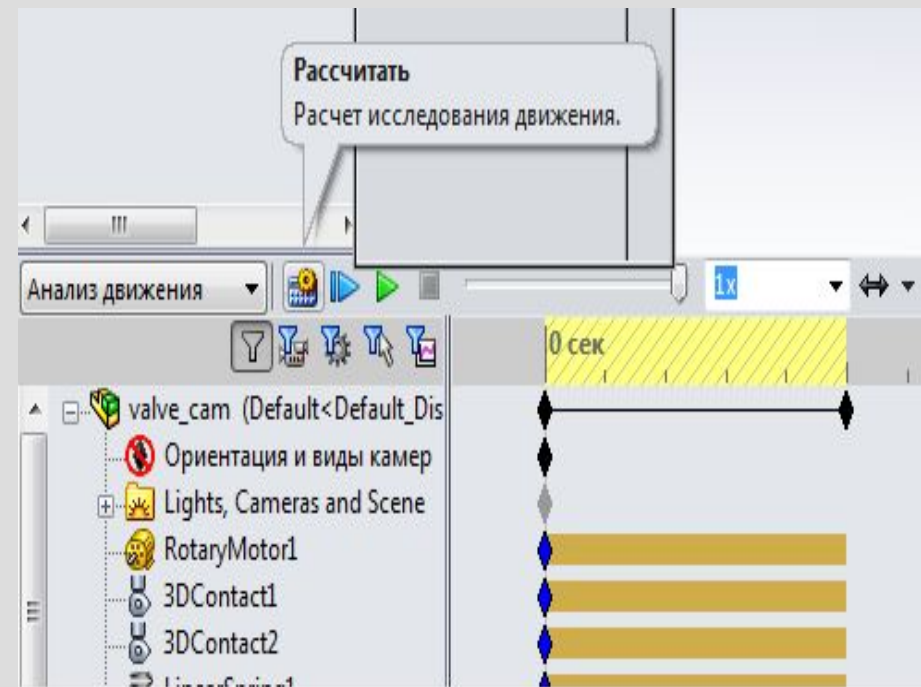 Рассчитать
Расчет исследования движения.
Анализ движения
1x
0 сек
valve_cam (Default<Default_Dis
Ориентация и виды камер
Lights, Cameras and Scene
RotaryMotor1
3DContact1
3DContact2
LinearSpring1